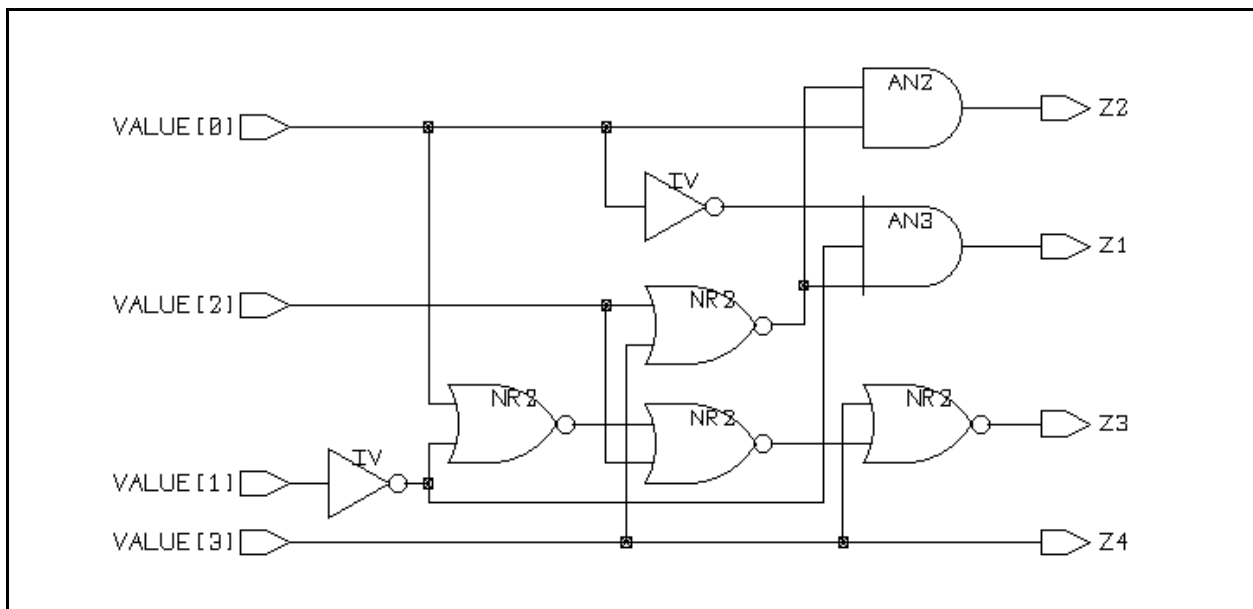 AN2
Z2
VALUE[0]
IV
AN3
Z1
VALUE[2]
NR2
NR2
NR2
NR2
Z3
IV
VALUE[1]
VALUE[3]
Z4